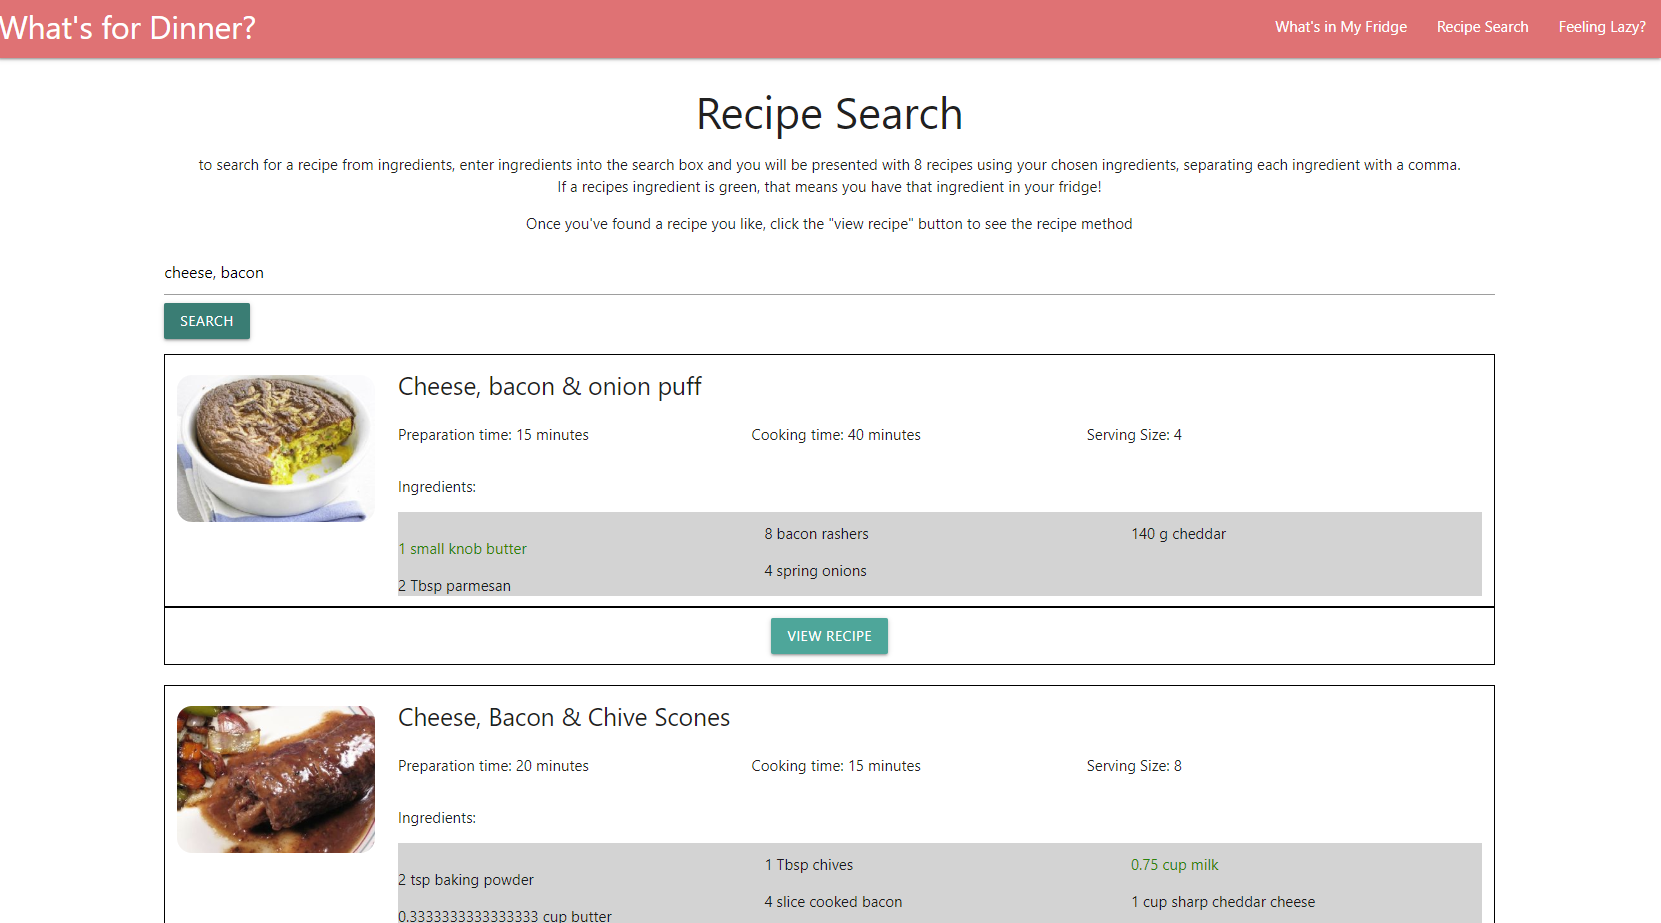 What's for Dinner?
What's in My Fridge
Recipe Search
Feeling Lazy?
Recipe Search
to search for a recipe from ingredients, enter ingredients into the search box and you will be presented with 8 recipes using your chosen ingredients, separating each ingredient with a comma.
If a recipes ingredient is green, that means you have that ingredient in your fridge!
Once you've found a recipe you like, click the "view recipe" button to see the recipe method
cheese, bacon
SEARCH
Cheese, bacon & onion puff
Preparation time: 15 minutes
Cooking time: 40 minutes
Serving Size: 4
Ingredients:
1 small knob butter
2 Tbsp parmesan
8 bacon rashers
4 spring onions
140 g cheddar
VIEW RECIPE
Cheese, Bacon & Chive Scones
Preparation time: 20 minutes
Cooking time: 15 minutes
Serving Size: 8
Ingredients:
2 tsp baking powder
0.3333333333333333 cup butter
1 Tbsp chives
4 slice cooked bacon
0.75 cup milk
1 cup sharp cheddar cheese